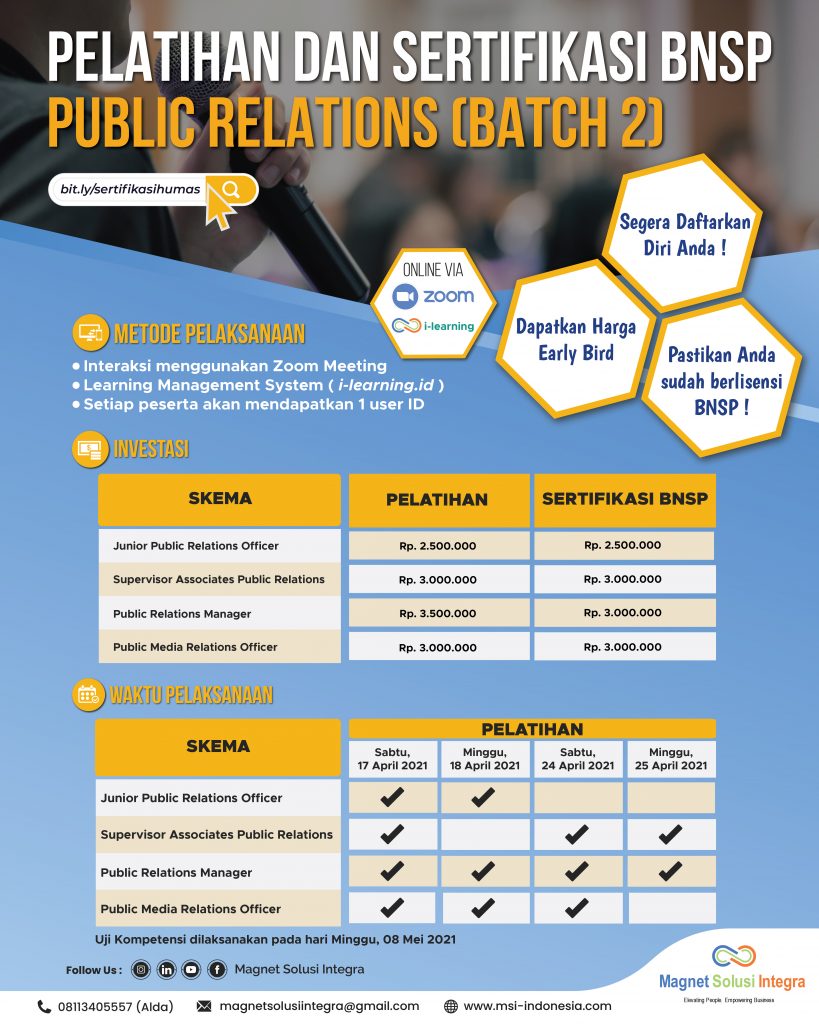 PELATIHAN DAN SERTIFIKASI BNSP
PUBLIC RELATIONS (BATCH 2)
bit.ly/sertifikasihumas
Segera Daftarkan
Diri Anda !
ONLINE VIA
zoom
i-learning
Dapatkan Harga
Early Bird
Pastikan Anda
sudah berlisensi
BNSP !
METODE PELAKSANAAN
● Interaksi menggunakan Zoom Meeting
● Learning Management System ( i-learning.id )
● Setiap peserta akan mendapatkan 1 user ID
INVESTASI
SKEMA PELATIHAN SERTIFIKASI BNSP
Junior Public Relations Officer Rp. 2.500.000 Rp. 2.500.000
Supervisor Associates Public Relations Rp. 3.000.000 Rp. 3.000.000
Public Relations Manager Rp. 3.500.000 Rp. 3.000.000
Public Media Relations Officer Rp. 3.000.000 Rp. 3.000.000
WAKTU PELAKSANAAN
SKEMA PELATIHAN
Sabtu, Minggu, Sabtu, Minggu,
17 April 2021 18 April 2021 24 April 2021 25 April 2021
Junior Public Relations Officer ✔ ✔
Supervisor Associates Public Relations ✔ ✔ ✔
Public Relations Manager ✔ ✔ ✔ ✔
Public Media Relations Officer ✔ ✔ ✔
Uji Kompetensi dilaksanakan pada hari Minggu, 08 Mei 2021
Follow Us : Magnet Solusi Integra
Magnet Solusi Integra
Elevating People, Empowering Business
08113405557 (Alda) magnetsolusiintegra@gmail.com www.msi-indonesia.com